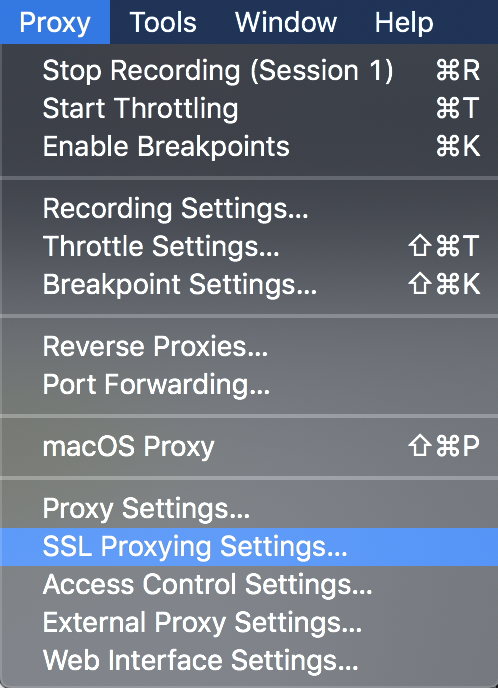 Proxy Tools Window Help
Stop Recording (Session 1) ⌘R
Start Throttling ⌘T
Enable Breakpoints ⌘K
Recording Settings...
Throttle Settings... ⇧⌘T
Breakpoint Settings... ⇧⌘K
Reverse Proxies...
Port Forwarding...
macOS Proxy ⇧⌘P
Proxy Settings...
SSL Proxying Settings...
Access Control Settings...
External Proxy Settings...
Web Interface Settings...